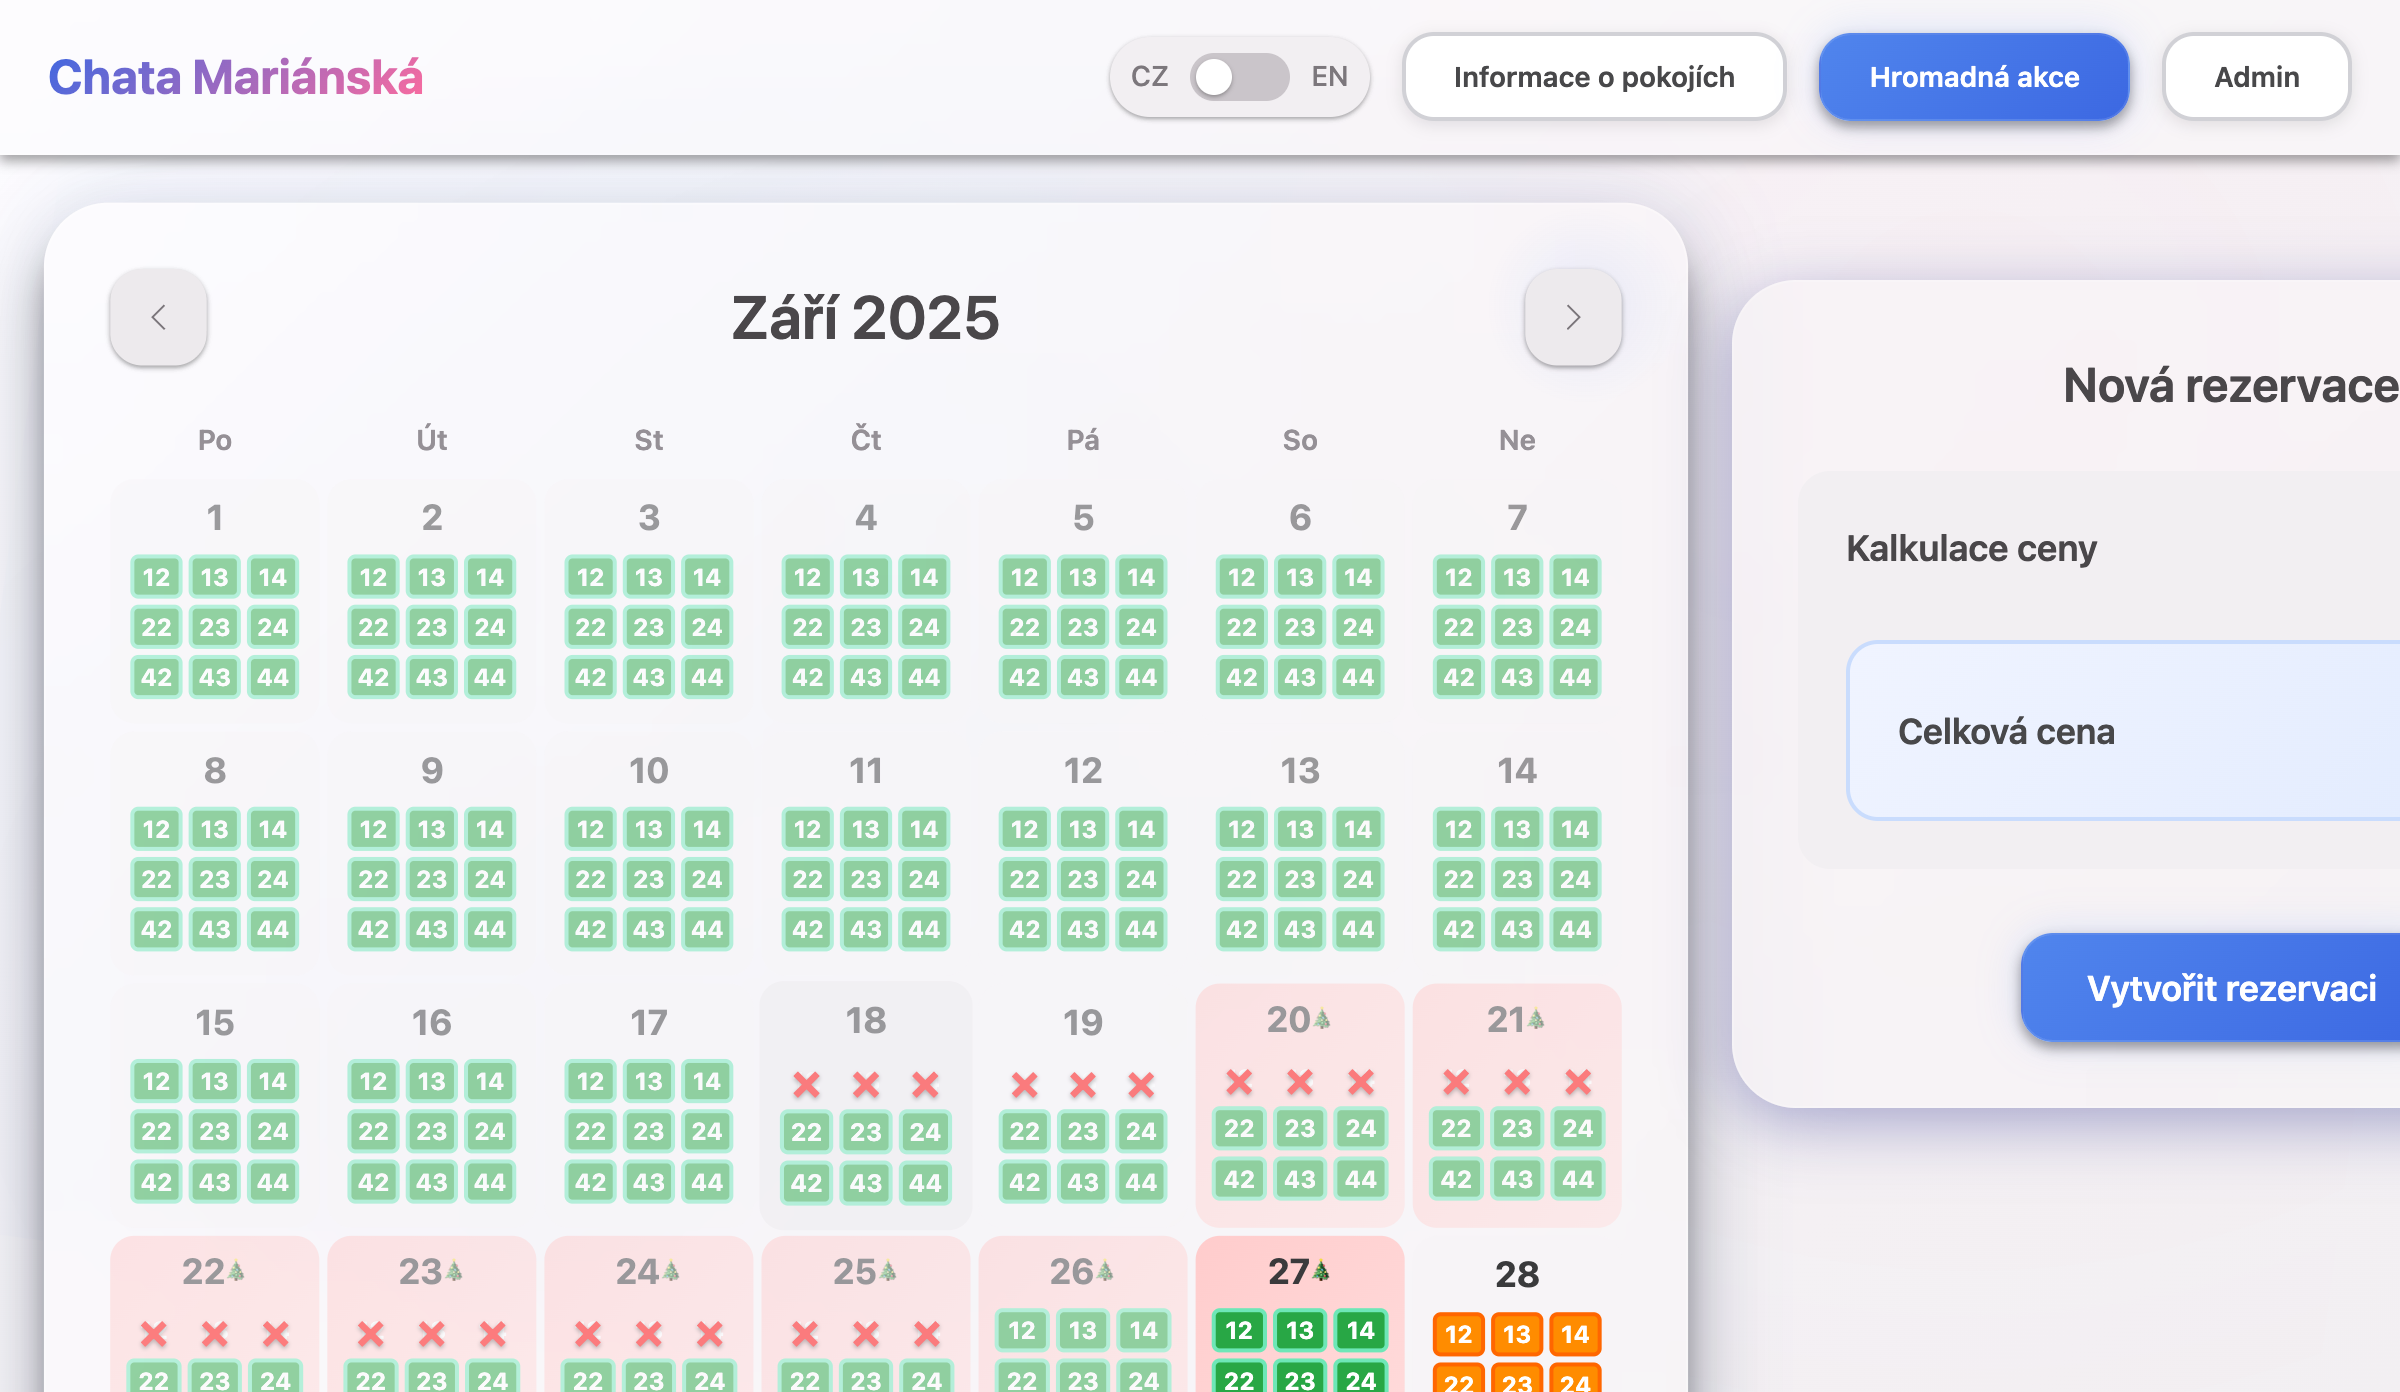 Chata Mariánská
CZ EN
Informace o pokojích
Hromadná akce
Admin
Září 2025
Po Út St Čt Pá So Ne
1 2 3 4 5 6 7
12 13 14 12 13 14 12 13 14 12 13 14 12 13 14 12 13 14 12 13 14
22 23 24 22 23 24 22 23 24 22 23 24 22 23 24 22 23 24 22 23 24
42 43 44 42 43 44 42 43 44 42 43 44 42 43 44 42 43 44 42 43 44
8 9 10 11 12 13 14
12 13 14 12 13 14 12 13 14 12 13 14 12 13 14 12 13 14 12 13 14
22 23 24 22 23 24 22 23 24 22 23 24 22 23 24 22 23 24 22 23 24
42 43 44 42 43 44 42 43 44 42 43 44 42 43 44 42 43 44 42 43 44
15 16 17 18 19 20 21
12 13 14 12 13 14 12 13 14
22 23 24 22 23 24 22 23 24 22 23 24 22 23 24 22 23 24 22 23 24
42 43 44 42 43 44 42 43 44 42 43 44 42 43 44 42 43 44 42 43 44
22 23 24 25 26 27 28
12 13 14 12 13 14 12 13 14
22 23 24 22 23 24 22 23 24 22 23 24 22 23 24 22 23 24 22 23 24
Nová rezervace
Kalkulace ceny
Celková cena
Vytvořit rezervaci